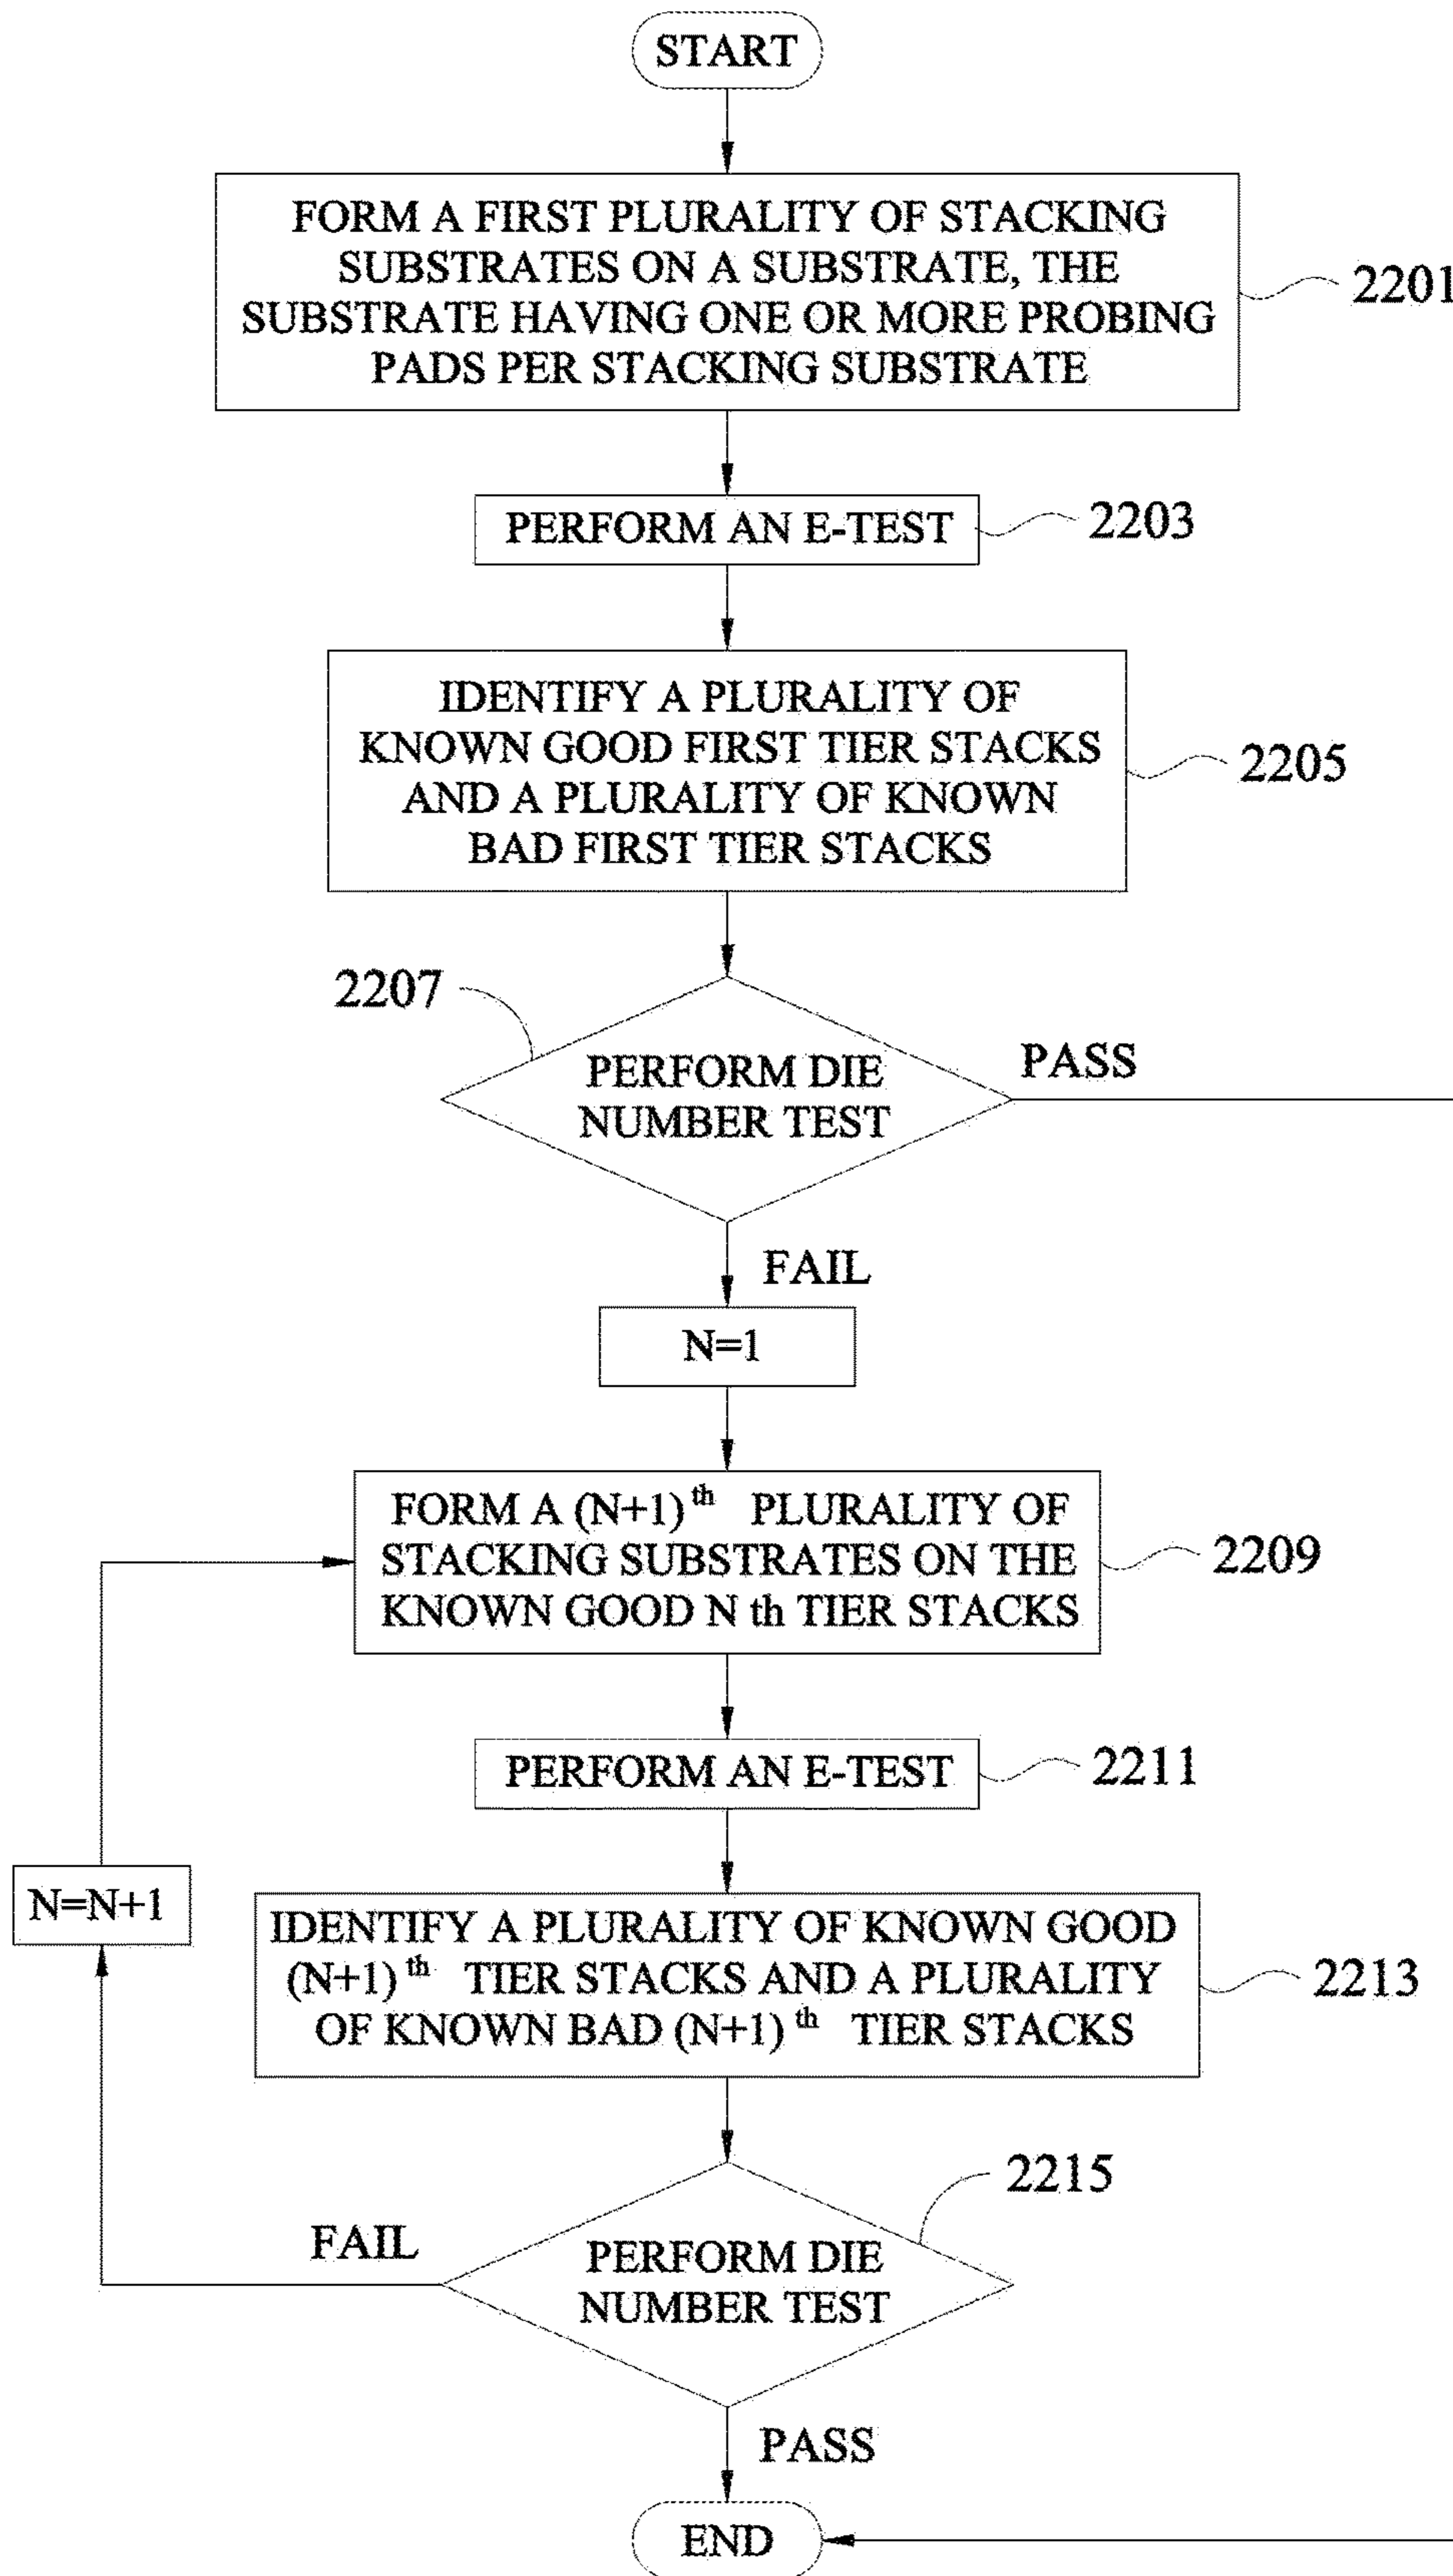 START
FORM A FIRST PLURALITY OF STACKING
SUBSTRATES ON A SUBSTRATE, THE
SUBSTRATE HAVING ONE OR MORE PROBING
PADS PER STACKING SUBSTRATE
2201
PERFORM AN E-TEST
2203
IDENTIFY A PLURALITY OF
KNOWN GOOD FIRST TIER STACKS
AND A PLURALITY OF KNOWN
BAD FIRST TIER STACKS
2205
2207
PERFORM DIE
NUMBER TEST
PASS
FAIL
N=1
FORM A (N+1)th PLURALITY OF
STACKING SUBSTRATES ON THE
KNOWN GOOD N th TIER STACKS
2209
PERFORM AN E-TEST
2211
N=N+1
IDENTIFY A PLURALITY OF KNOWN GOOD
(N+1)th TIER STACKS AND A PLURALITY
OF KNOWN BAD (N+1)th TIER STACKS
2213
2215
FAIL
PERFORM DIE
NUMBER TEST
PASS
END